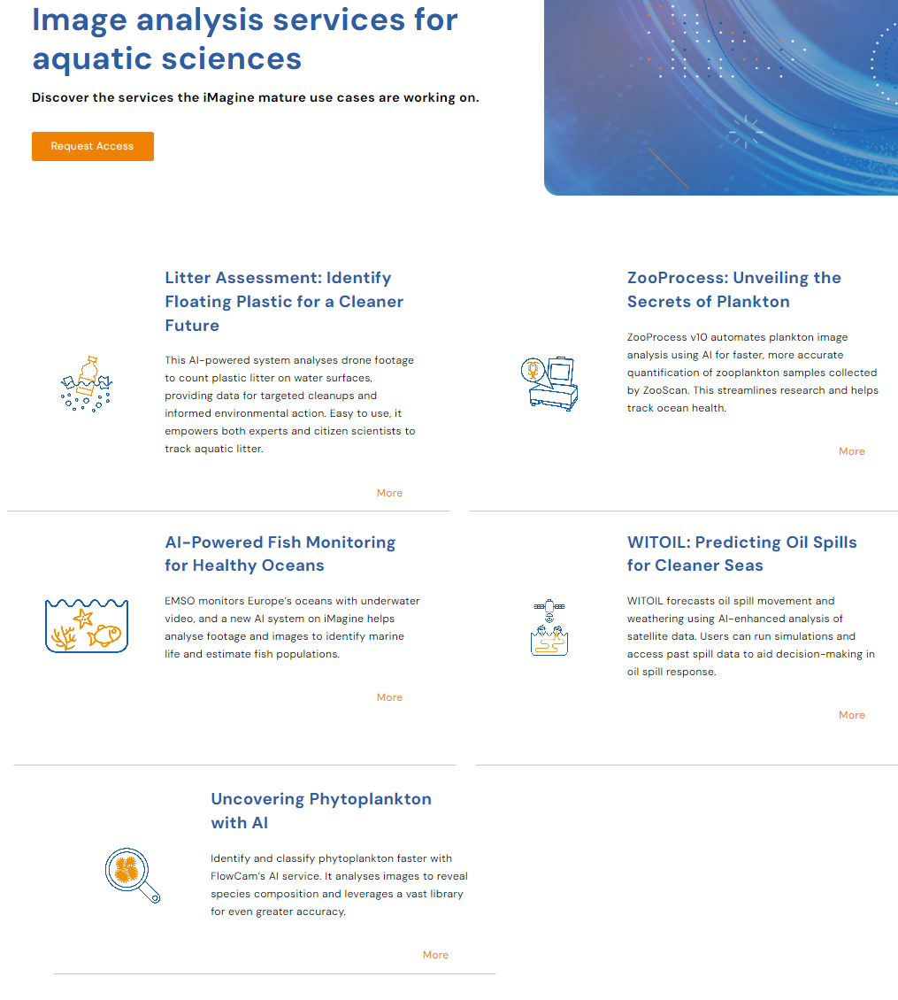 Image analysis services for
aquatic sciences
Discover the services the iMagine mature use cases are working on.
Request Access
Litter Assessment: Identify
Floating Plastic for a Cleaner
Future
This AI-powered system analyses drone footage
to count plastic litter on water surfaces,
providing data for targeted cleanups and
informed environmental action. Easy to use, it
empowers both experts and citizen scientists to
track aquatic litter.
More
ZooProcess: Unveiling the
Secrets of Plankton
ZooProcess v10 automates plankton image
analysis using AI for faster, more accurate
quantification of zooplankton samples collected
by ZooScan. This streamlines research and helps
track ocean health.
More
AI-Powered Fish Monitoring
for Healthy Oceans
EMSO monitors Europe’s oceans with underwater
video, and a new AI system on iMagine helps
analyse footage and images to identify marine
life and estimate fish populations.
More
WITOIL: Predicting Oil Spills
for Cleaner Seas
WITOIL forecasts oil spill movement and
weathering using AI-enhanced analysis of
satellite data. Users can run simulations and
access past spill data to aid decision-making in
oil spill response.
More
Uncovering Phytoplankton
with AI
Identify and classify phytoplankton faster with
FlowCam’s AI service. It analyses images to reveal
species composition and leverages a vast library
for even greater accuracy.
More